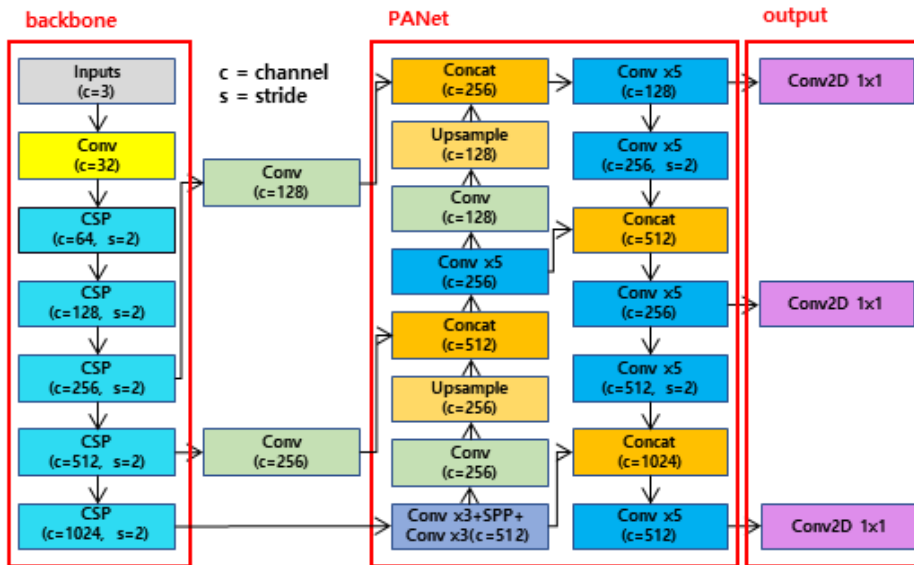 backbone
PANet
output
Inputs
(c=3)
Conv
(c=32)
CSP
(c=64, s=2)
CSP
(c=128, s=2)
CSP
(c=256, s=2)
CSP
(c=512, s=2)
CSP
(c=1024, s=2)
c = channel
s = stride
Conv
(c=128)
Conv
(c=256)
Concat
(c=256)
Upsample
(c=128)
Conv
(c=128)
Conv x5
(c=256)
Concat
(c=512)
Upsample
(c=256)
Conv
(c=256)
Conv x3+SPP+
Conv x3(c=512)
Conv x5
(c=128)
Conv x5
(c=256, s=2)
Concat
(c=512)
Conv x5
(c=256)
Conv x5
(c=512, s=2)
Concat
(c=1024)
Conv x5
(c=512)
Conv2D 1x1
Conv2D 1x1
Conv2D 1x1